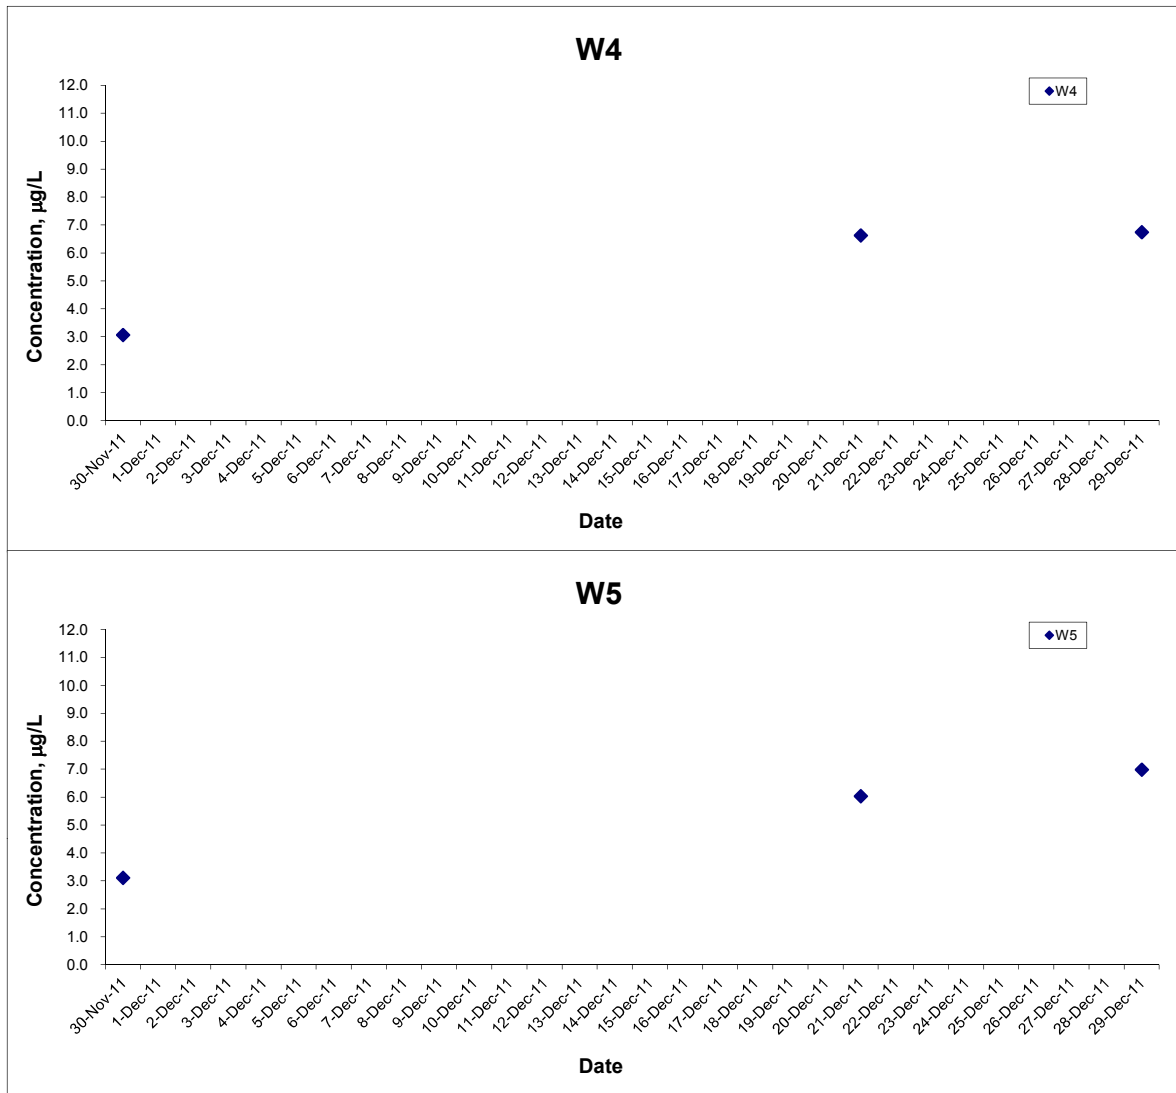 W4
W4
12.0
11.0
10.0
9.0
8.0
7.0
6.0
5.0
4.0
3.0
2.0
1.0
0.0
Concentration, µg/L
30-Nov-11
1-Dec-11
2-Dec-11
3-Dec-11
4-Dec-11
5-Dec-11
6-Dec-11
7-Dec-11
8-Dec-11
9-Dec-11
10-Dec-11
11-Dec-11
12-Dec-11
13-Dec-11
14-Dec-11
15-Dec-11
16-Dec-11
17-Dec-11
18-Dec-11
19-Dec-11
20-Dec-11
21-Dec-11
22-Dec-11
23-Dec-11
24-Dec-11
25-Dec-11
26-Dec-11
27-Dec-11
28-Dec-11
29-Dec-11
Date
W5
W5
12.0
11.0
10.0
9.0
8.0
7.0
6.0
5.0
4.0
3.0
2.0
1.0
0.0
Concentration, µg/L
30-Nov-11
1-Dec-11
2-Dec-11
3-Dec-11
4-Dec-11
5-Dec-11
6-Dec-11
7-Dec-11
8-Dec-11
9-Dec-11
10-Dec-11
11-Dec-11
12-Dec-11
13-Dec-11
14-Dec-11
15-Dec-11
16-Dec-11
17-Dec-11
18-Dec-11
19-Dec-11
20-Dec-11
21-Dec-11
22-Dec-11
23-Dec-11
24-Dec-11
25-Dec-11
26-Dec-11
27-Dec-11
28-Dec-11
29-Dec-11
Date